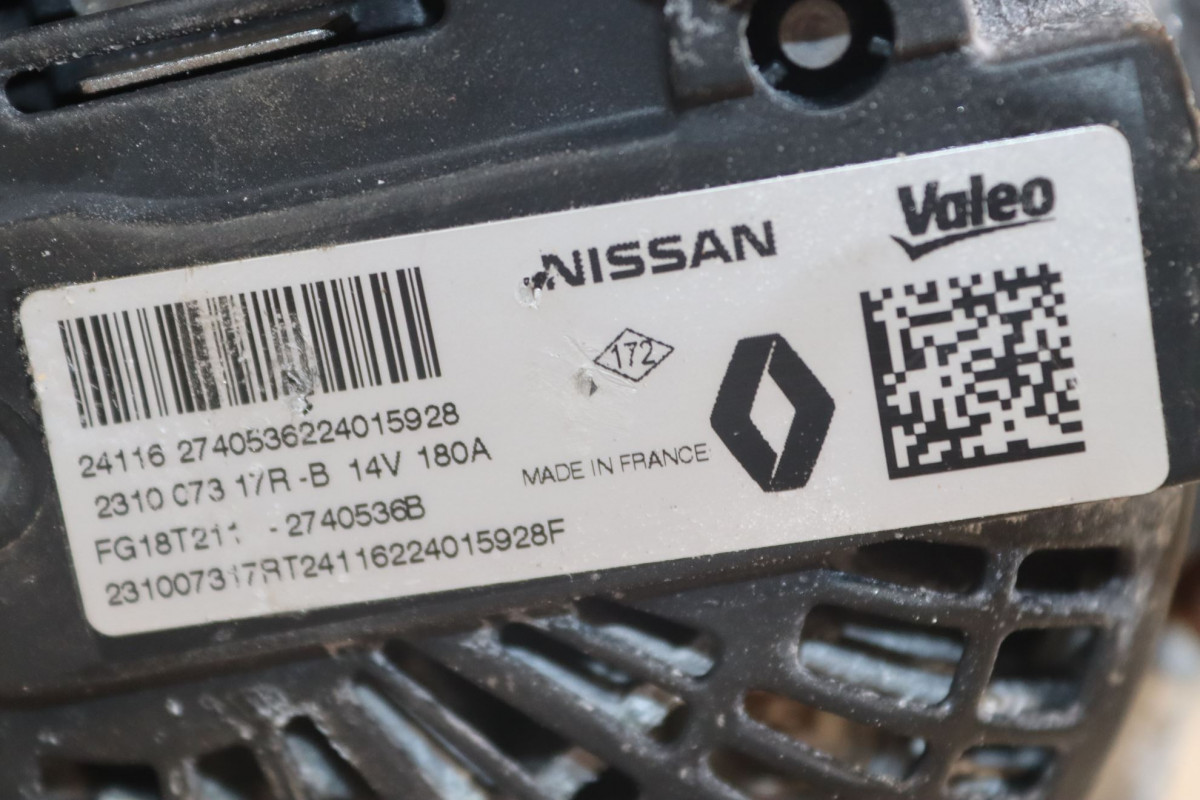 NISSAN
Valeo
172
MADE IN FRANCE
24116 2740536224015928
2310 073 17R -B 14V 180A
FG18T211 - 2740536B
231007317RT24116224015928F